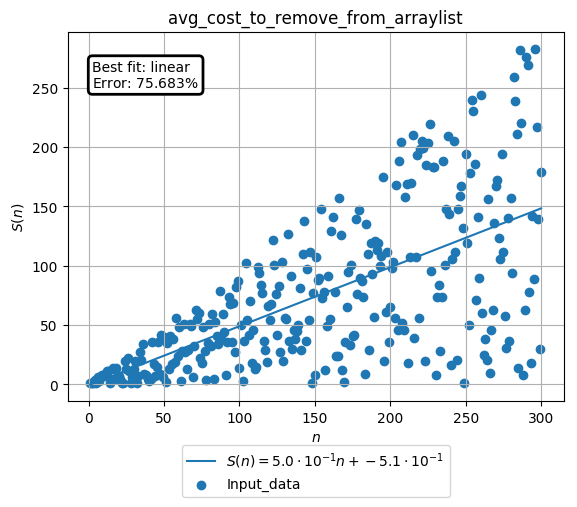 avg_cost_to_remove_from_arraylist
Best fit: linear
Error: 75.683%
250
200
150
100
50
0
S(n)
0 50 100 150 200 250 300
n
S(n) = 5.0 · 10⁻¹n + −5.1 · 10⁻¹
Input_data